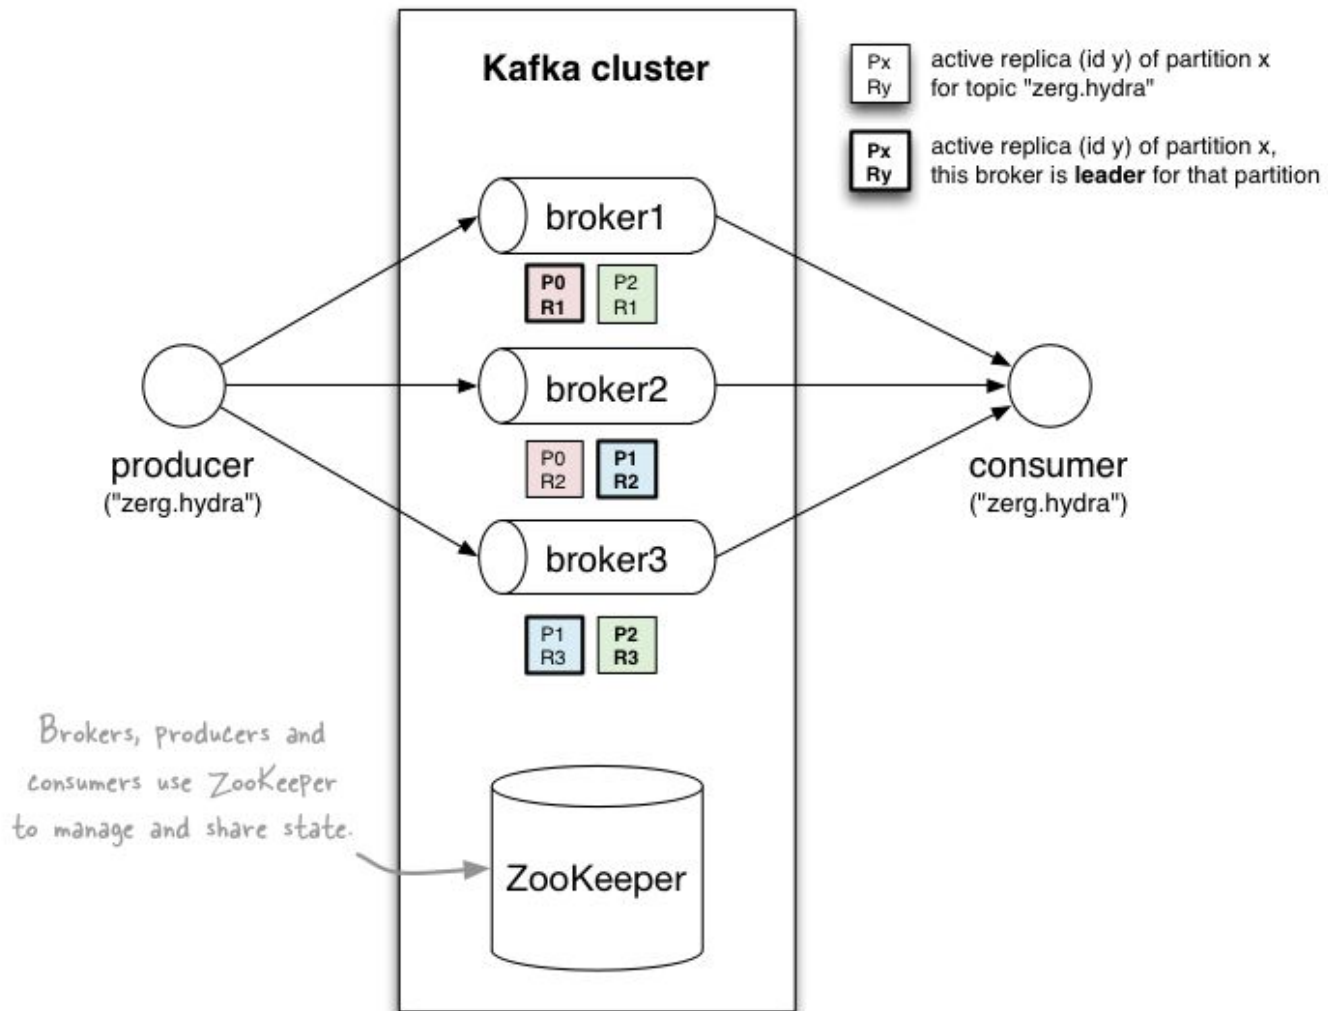 Kafka cluster
Px
Ry
active replica (id y) of partition x
for topic "zerg.hydra"
Px
Ry
active replica (id y) of partition x,
this broker is leader for that partition
broker1
P0
R1
P2
R1
broker2
P0
R2
P1
R2
broker3
P1
R3
P2
R3
producer
("zerg.hydra")
consumer
("zerg.hydra")
Brokers, producers and
consumers use ZooKeeper
to manage and share state.
ZooKeeper